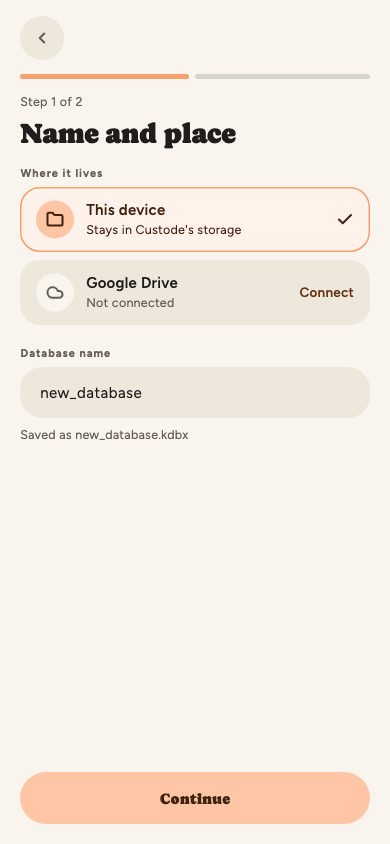 Step 1 of 2
Name and place
Where it lives
This device
Stays in Custode's storage
Google Drive
Not connected
Connect
Database name
new_database
Saved as new_database.kdbx
Continue